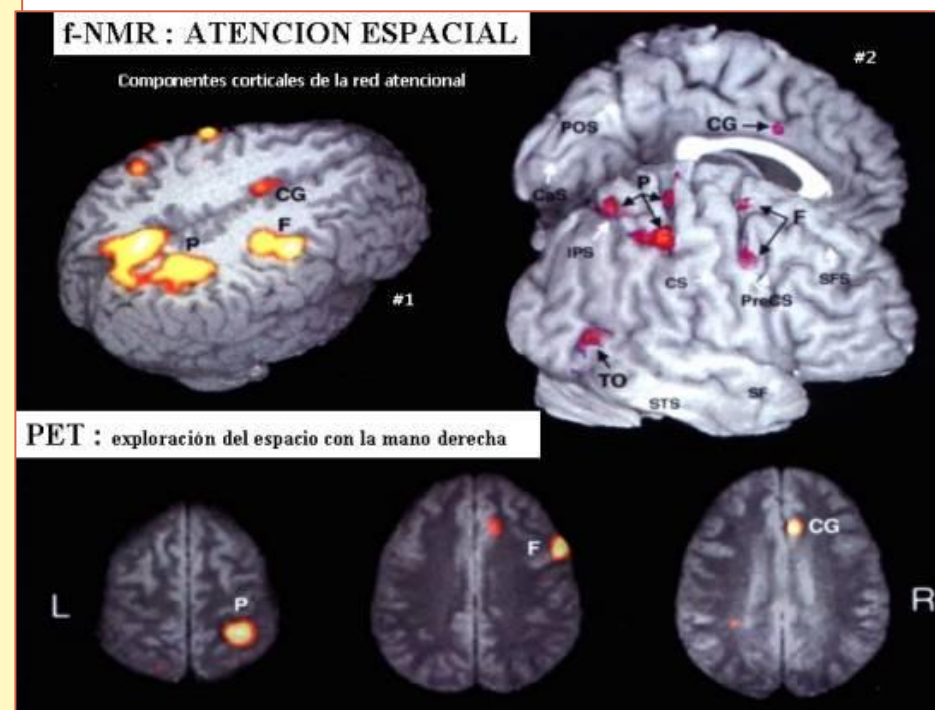 f-NMR : ATENCION ESPACIAL
Componentes corticales de la red atencional
#2
POS
CG
CaS
P
F
IPS
CS
PreCS
SFS
TO
STS
SF
CG
P
F
#1
PET : exploración del espacio con la mano derecha
L
P
F
CG
R